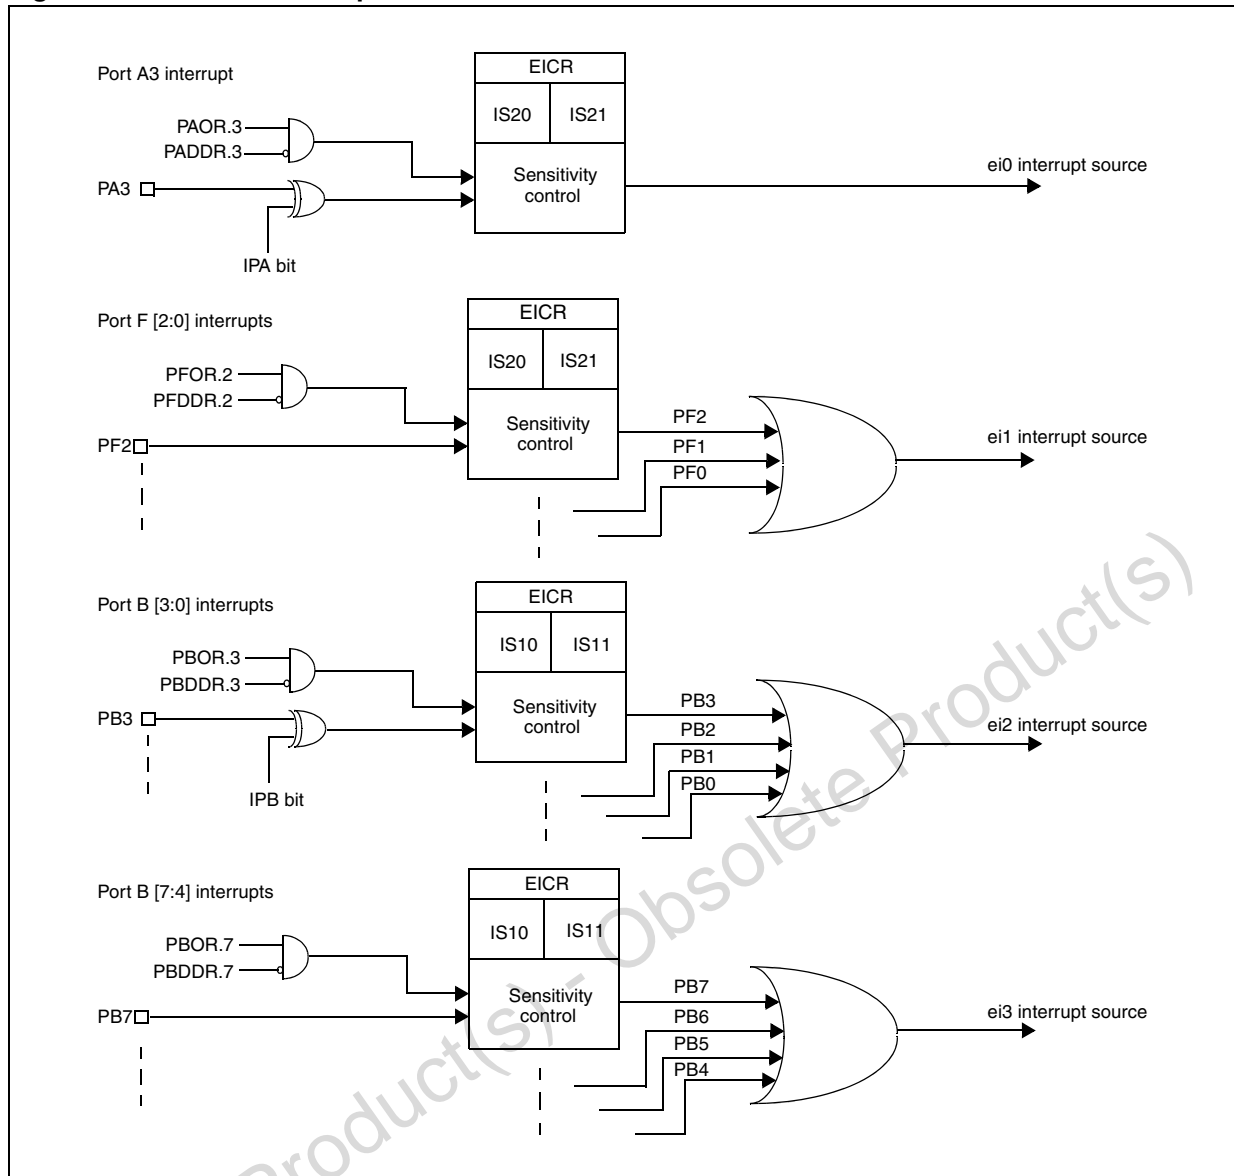 Port A3 interrupt
EICR
IS20 IS21
PAOR.3
PADDR.3
PA3
IPA bit
Sensitivity
control
ei0 interrupt source
Port F [2:0] interrupts
EICR
IS20 IS21
PFOR.2
PFDDR.2
PF2
Sensitivity
control
PF2
PF1
PF0
ei1 interrupt source
Port B [3:0] interrupts
EICR
IS10 IS11
PBOR.3
PBDDR.3
PB3
IPB bit
Sensitivity
control
PB3
PB2
PB1
PB0
ei2 interrupt source
Port B [7:4] interrupts
EICR
IS10 IS11
PBOR.7
PBDDR.7
PB7
Sensitivity
control
PB7
PB6
PB5
PB4
ei3 interrupt source
Product(s) - Obsolete Product(s)